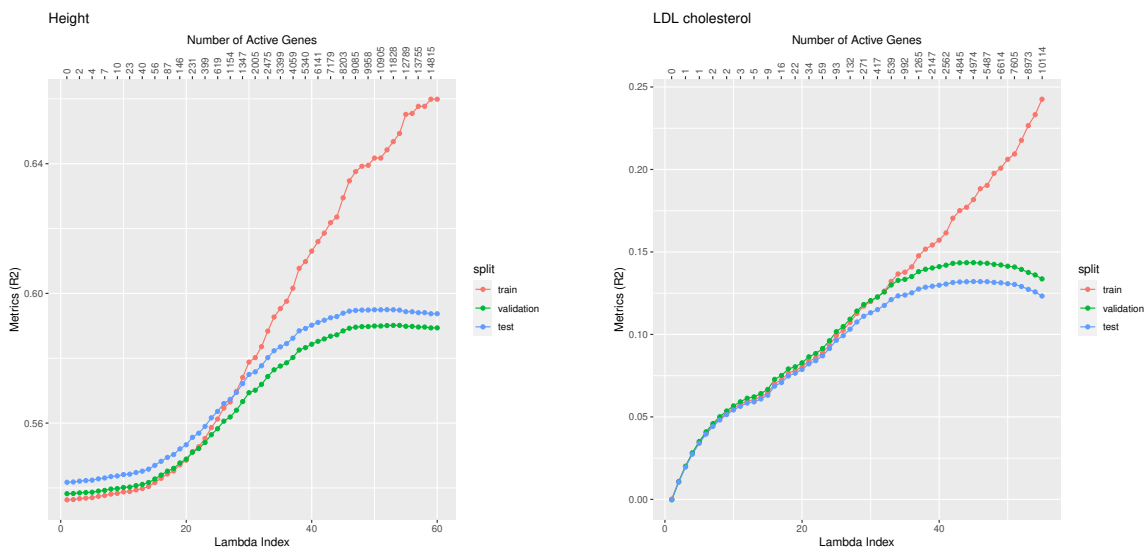 Height
Number of Active Genes
0 2 4 7 10 23 40 56 87 146 231 399 619 1154 1347 2005 2475 3399 4059 5340 6141 7179 8203 9085 9958 10905 11828 12789 13755 14815
0.64
0.60
0.56
Metrics (R2)
0 20 40 60
Lambda Index
split
train
validation
test
LDL cholesterol
Number of Active Genes
0 1 1 2 2 3 5 9 16 22 34 59 93 132 271 417 539 992 1265 2147 2562 4845 4974 5487 6614 7605 8973 10114
0.25
0.20
0.15
0.10
0.05
0.00
Metrics (R2)
0 20 40
Lambda Index
split
train
validation
test